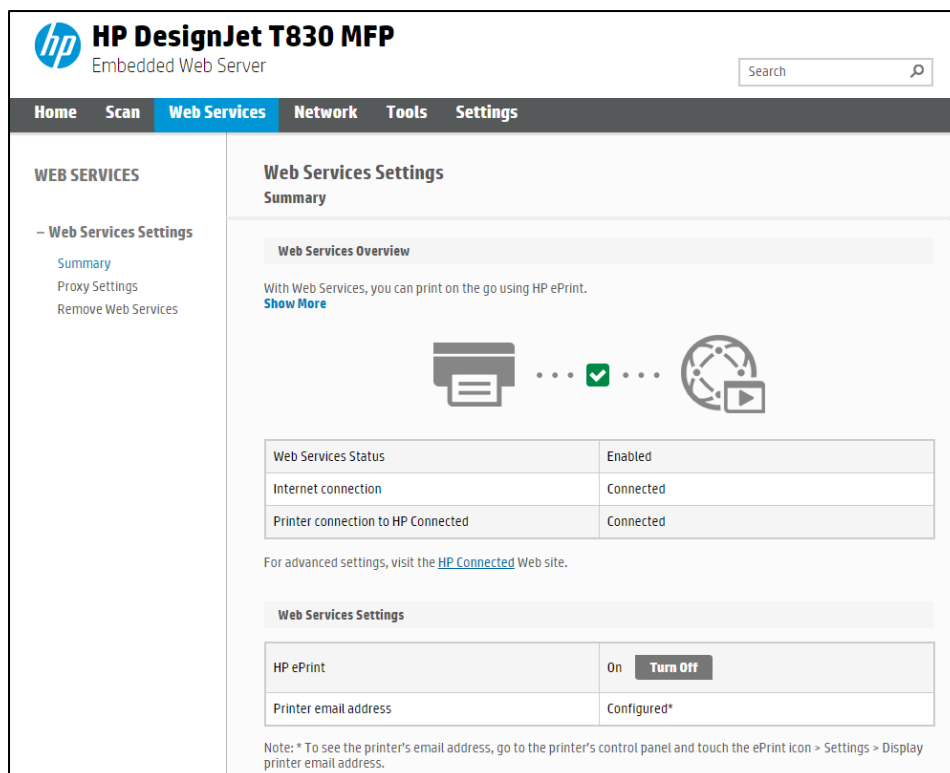 hp
HP DesignJet T830 MFP
Embedded Web Server
Search
Home Scan Web Services Network Tools Settings
WEB SERVICES
– Web Services Settings
Summary
Proxy Settings
Remove Web Services
Web Services Settings
Summary
Web Services Overview
With Web Services, you can print on the go using HP ePrint.
Show More
Web Services Status Enabled
Internet connection Connected
Printer connection to HP Connected Connected
For advanced settings, visit the HP Connected Web site.
Web Services Settings
HP ePrint On Turn Off
Printer email address Configured*
Note: * To see the printer's email address, go to the printer's control panel and touch the ePrint icon > Settings > Display
printer email address.